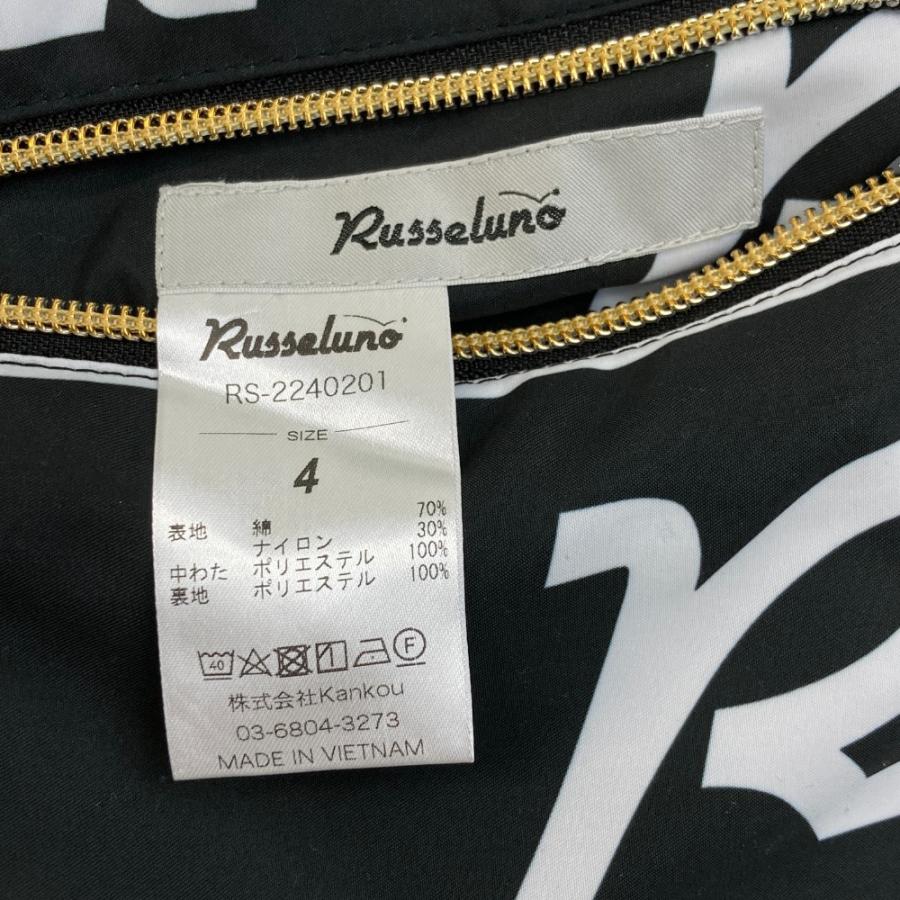 Russeluno
Russeluno
RS-2240201
SIZE
4
表地 綿 70%
ナイロン 30%
中わた ポリエステル 100%
裏地 ポリエステル 100%
40 F
株式会社Kankou
03-6804-3273
MADE IN VIETNAM